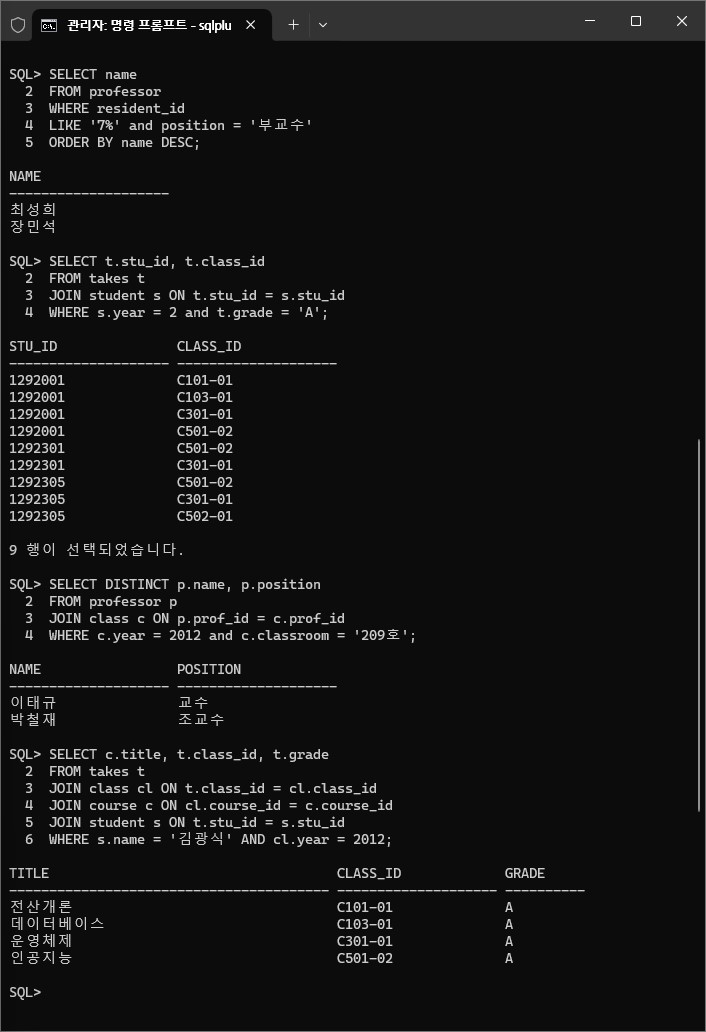 관리자: 명령 프롬프트 - sqlplu
SQL> SELECT name
2 FROM professor
3 WHERE resident_id
4 LIKE '7%' and position = '부교수'
5 ORDER BY name DESC;
NAME
--------------------
최성희
장민석
SQL> SELECT t.stu_id, t.class_id
2 FROM takes t
3 JOIN student s ON t.stu_id = s.stu_id
4 WHERE s.year = 2 and t.grade = 'A';
STU_ID CLASS_ID
-------------------- --------------------
1292001 C101-01
1292001 C103-01
1292001 C301-01
1292001 C501-02
1292301 C501-02
1292301 C301-01
1292305 C501-02
1292305 C301-01
1292305 C502-01
9 행이 선택되었습니다.
SQL> SELECT DISTINCT p.name, p.position
2 FROM professor p
3 JOIN class c ON p.prof_id = c.prof_id
4 WHERE c.year = 2012 and c.classroom = '209호';
NAME POSITION
-------------------- --------------------
이태규 교수
박철재 조교수
SQL> SELECT c.title, t.class_id, t.grade
2 FROM takes t
3 JOIN class cl ON t.class_id = cl.class_id
4 JOIN course c ON cl.course_id = c.course_id
5 JOIN student s ON t.stu_id = s.stu_id
6 WHERE s.name = '김광식' AND cl.year = 2012;
TITLE CLASS_ID GRADE
---------------------------------------- -------------------- ----------
전산개론 C101-01 A
데이터베이스 C103-01 A
운영체제 C301-01 A
인공지능 C501-02 A
SQL>